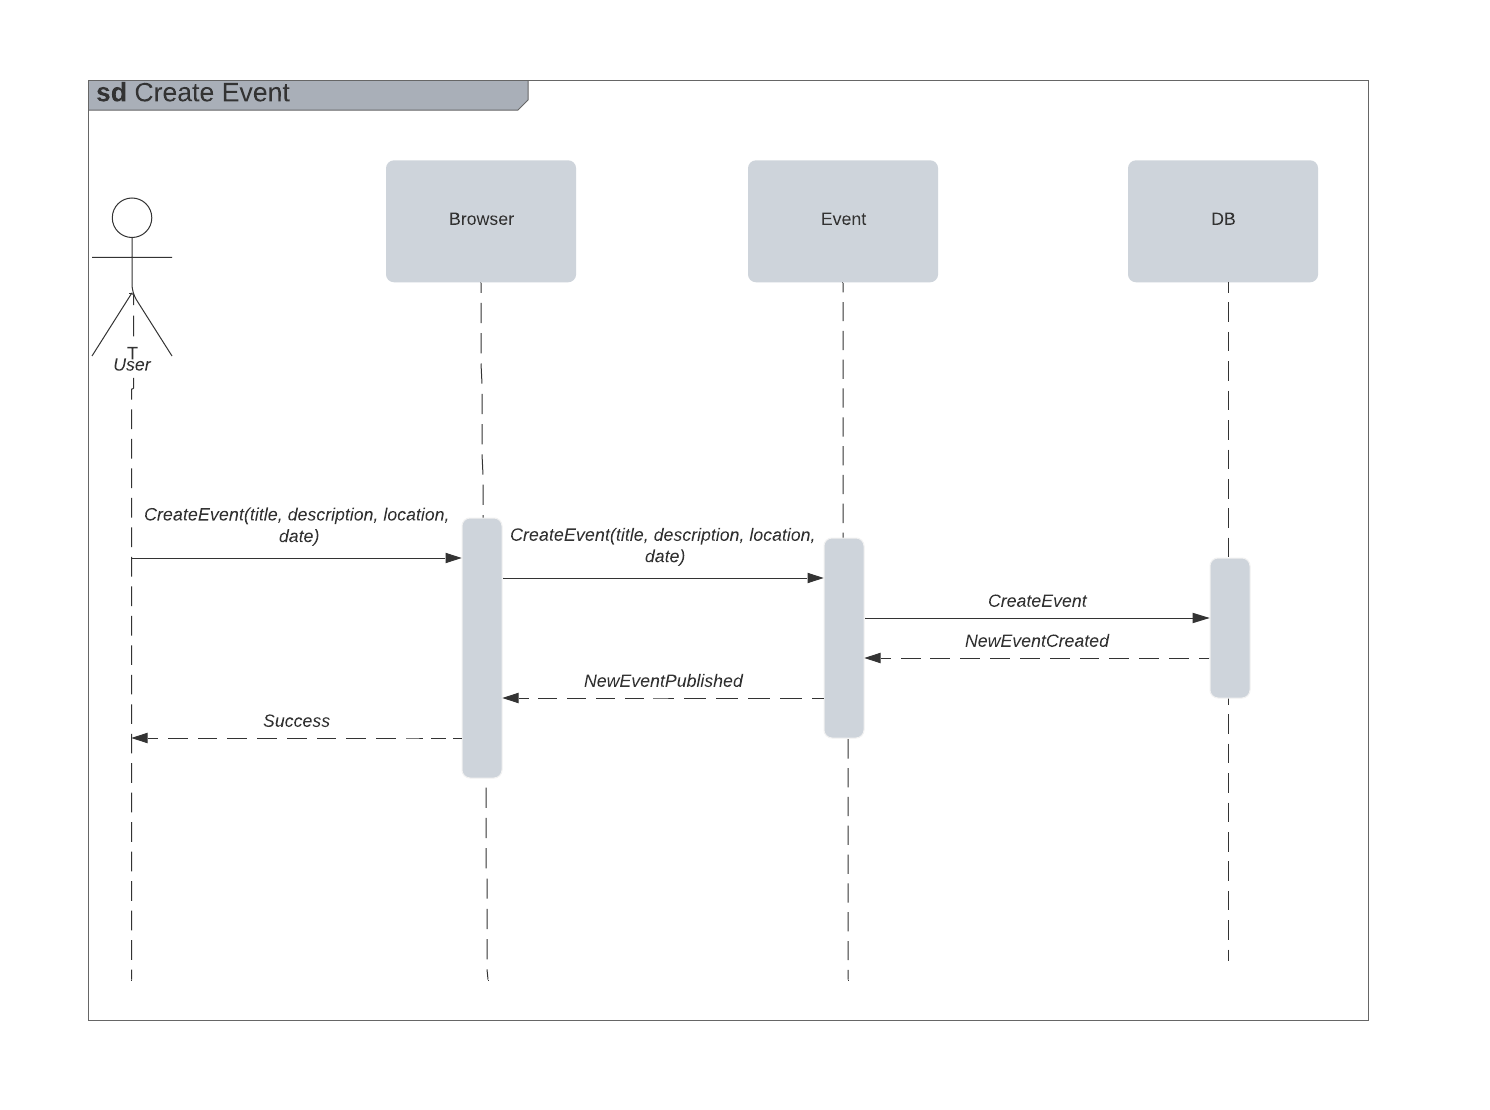 sd Create Event
Browser
Event
DB
T
User
CreateEvent(title, description, location,
date)
CreateEvent(title, description, location,
date)
CreateEvent
NewEventCreated
NewEventPublished
Success